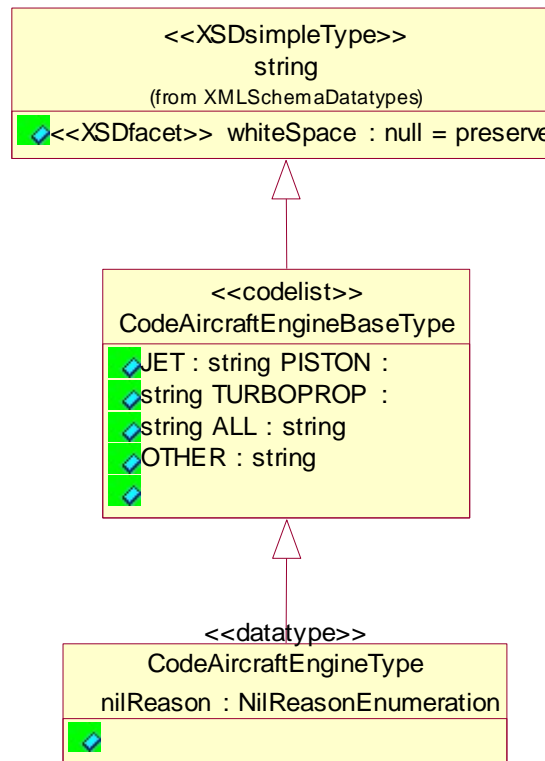 <<XSDsimpleType>>
string
(from XMLSchemaDatatypes)
<<XSDfacet>> whiteSpace : null = preserve
<<codelist>>
CodeAircraftEngineBaseType
JET : string PISTON :
string TURBOPROP :
string ALL : string
OTHER : string
<<datatype>>
CodeAircraftEngineType
nilReason : NilReasonEnumeration